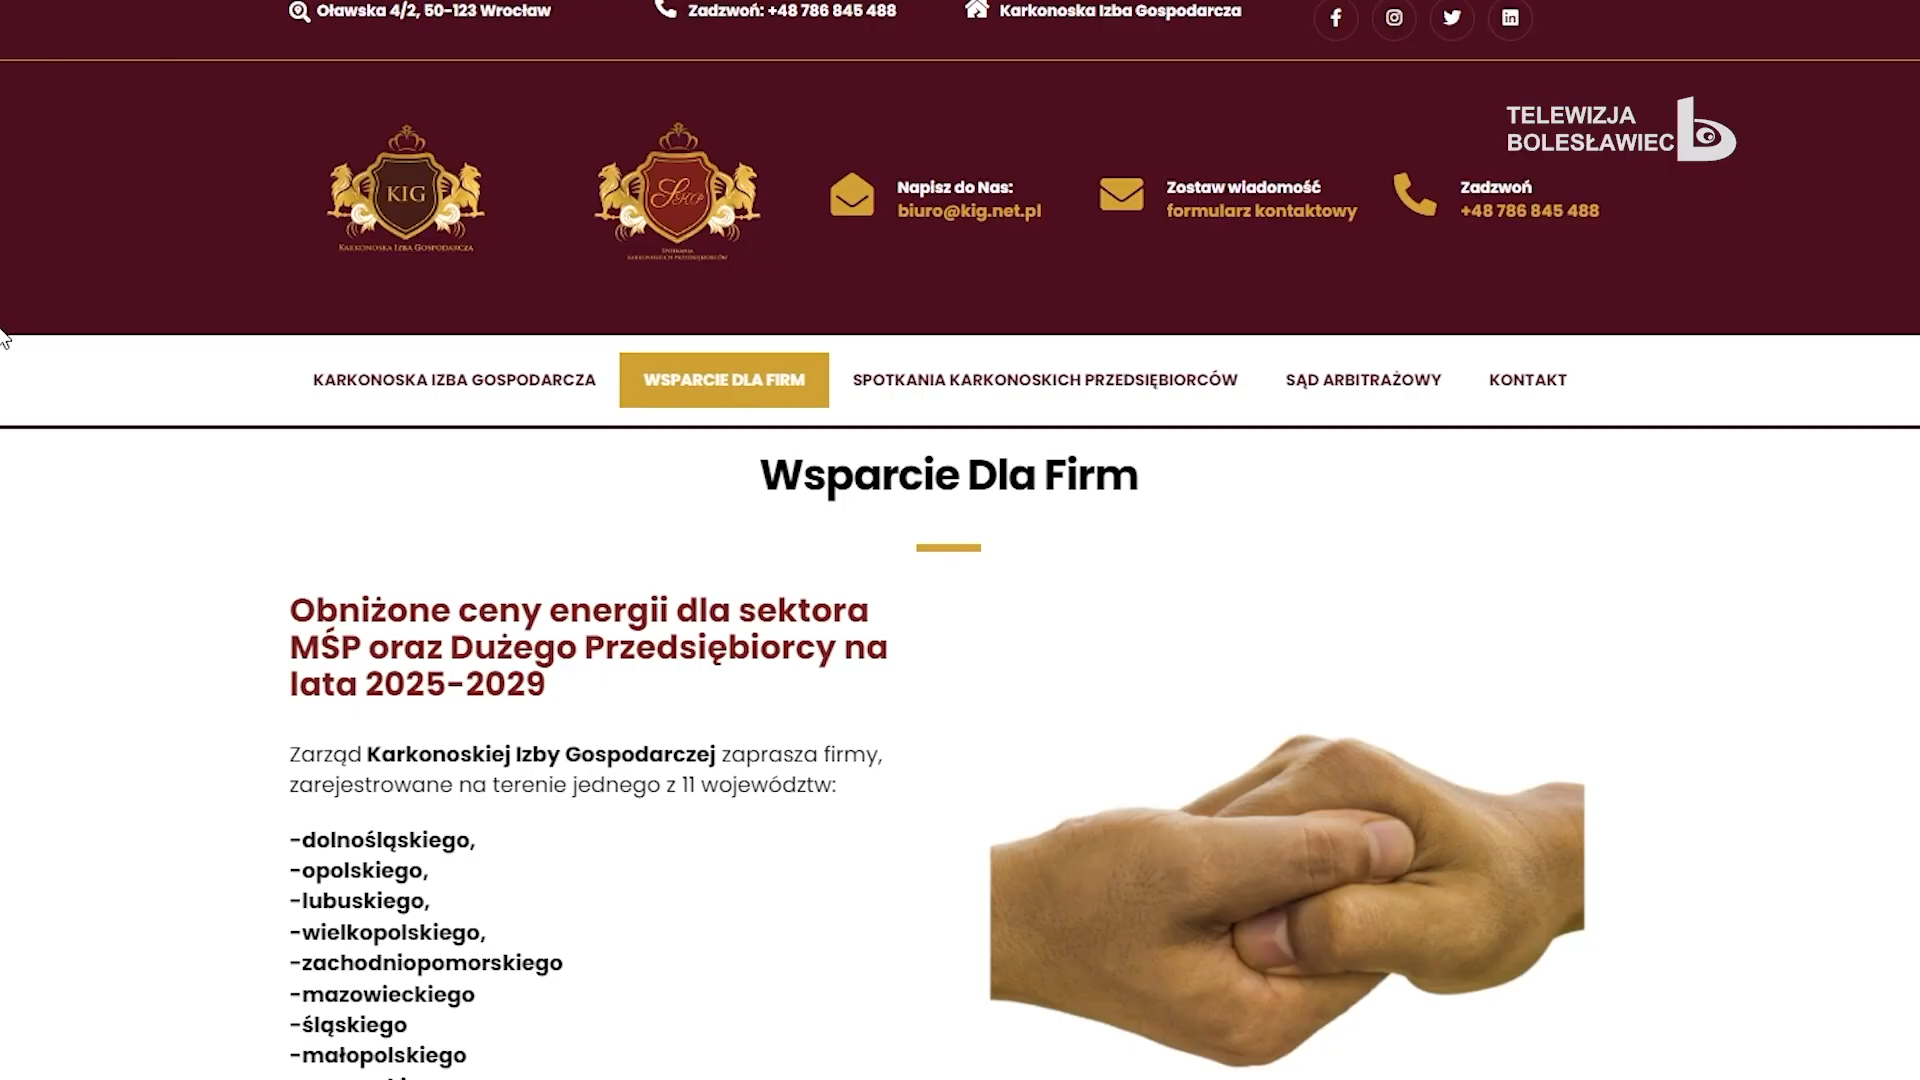 Oławska 4/2, 50-123 Wrocław
Zadzwoń: +48 786 845 488
Karkonoska Izba Gospodarcza
TELEWIZJA
BOLESŁAWIEC
KIG
KARKONOSKA IZBA GOSPODARCZA
SKP
SPOTKANIA
KARKONOSKICH PRZEDSIĘBIORCÓW
Napisz do Nas:
biuro@kig.net.pl
Zostaw wiadomość
formularz kontaktowy
Zadzwoń
+48 786 845 488
KARKONOSKA IZBA GOSPODARCZA
WSPARCIE DLA FIRM
SPOTKANIA KARKONOSKICH PRZEDSIĘBIORCÓW
SĄD ARBITRAŻOWY
KONTAKT
Wsparcie Dla Firm
Obniżone ceny energii dla sektora
MŚP oraz Dużego Przedsiębiorcy na
lata 2025-2029
Zarząd Karkonoskiej Izby Gospodarczej zaprasza firmy,
zarejestrowane na terenie jednego z 11 województw:
-dolnośląskiego,
-opolskiego,
-lubuskiego,
-wielkopolskiego,
-zachodniopomorskiego
-mazowieckiego
-śląskiego
-małopolskiego